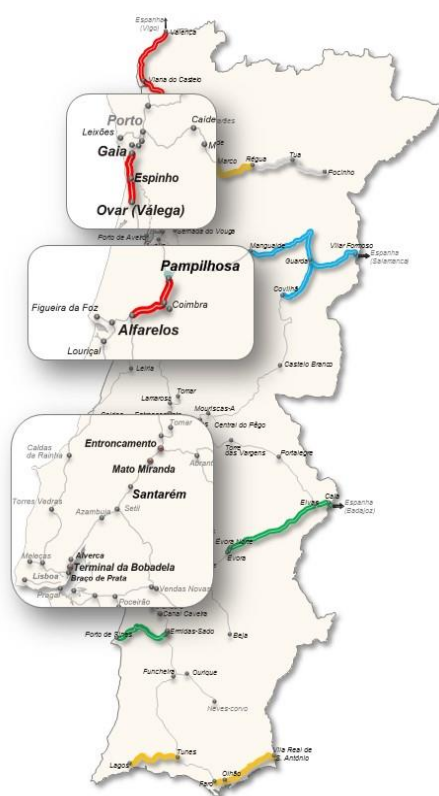 Espanha
(Vigo)
Valença
Viana do Castelo
Porto
Leixões
Caíde
Gaia
Espinho
Ovar (Válega)
Marco
Régua
Tua
Pocinho
Porto de Aveiro
Mangualde
Guarda
Vilar Formoso
Espanha
(Salamanca)
Covilhã
Pampilhosa
Coimbra
Figueira da Foz
Alfarelos
Louriçal
Leiria
Castelo Branco
Tomar
Lamarosa
Mouriscas-A
Central do Pêgo
Torre
das Vargens
Portalegre
Tomar
Entroncamento
Caldas
da Rainha
Mato Miranda
Abrant
Santarém
Torres Vedras
Azambuja
Setil
Elvas
Caia
Espanha
(Badajoz)
Évora Norte
Évora
Meleças
Alverca
Terminal da Bobadela
Lisboa
Braço de Prata
Pragal
Poceirão
Vendas Novas
Canal Caveira
Porto de Sines
Ermidas-Sado
Beja
Funcheira
Ourique
Neves-corvo
Lagos
Tunes
Faro
Olhão
Vila Real de
S. António